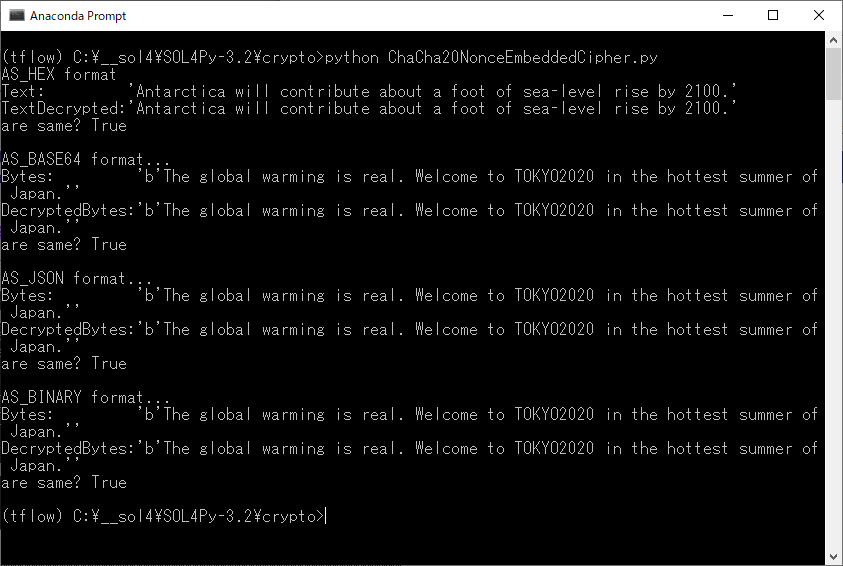 Anaconda Prompt
(tflow) C:¥__sol4¥SOL4Py-3.2¥crypto>python ChaCha20NonceEmbeddedCipher.py
AS_HEX format
Text:         'Antarctica will contribute about a foot of sea-level rise by 2100.'
TextDecrypted:'Antarctica will contribute about a foot of sea-level rise by 2100.'
are same? True
AS_BASE64 format...
Bytes:         'b'The global warming is real. Welcome to TOKYO2020 in the hottest summer of
 Japan.''
DecryptedBytes:'b'The global warming is real. Welcome to TOKYO2020 in the hottest summer of
 Japan.''
are same? True
AS_JSON format...
Bytes:         'b'The global warming is real. Welcome to TOKYO2020 in the hottest summer of
 Japan.''
DecryptedBytes:'b'The global warming is real. Welcome to TOKYO2020 in the hottest summer of
 Japan.''
are same? True
AS_BINARY format...
Bytes:         'b'The global warming is real. Welcome to TOKYO2020 in the hottest summer of
 Japan.''
DecryptedBytes:'b'The global warming is real. Welcome to TOKYO2020 in the hottest summer of
 Japan.''
are same? True
(tflow) C:¥__sol4¥SOL4Py-3.2¥crypto>